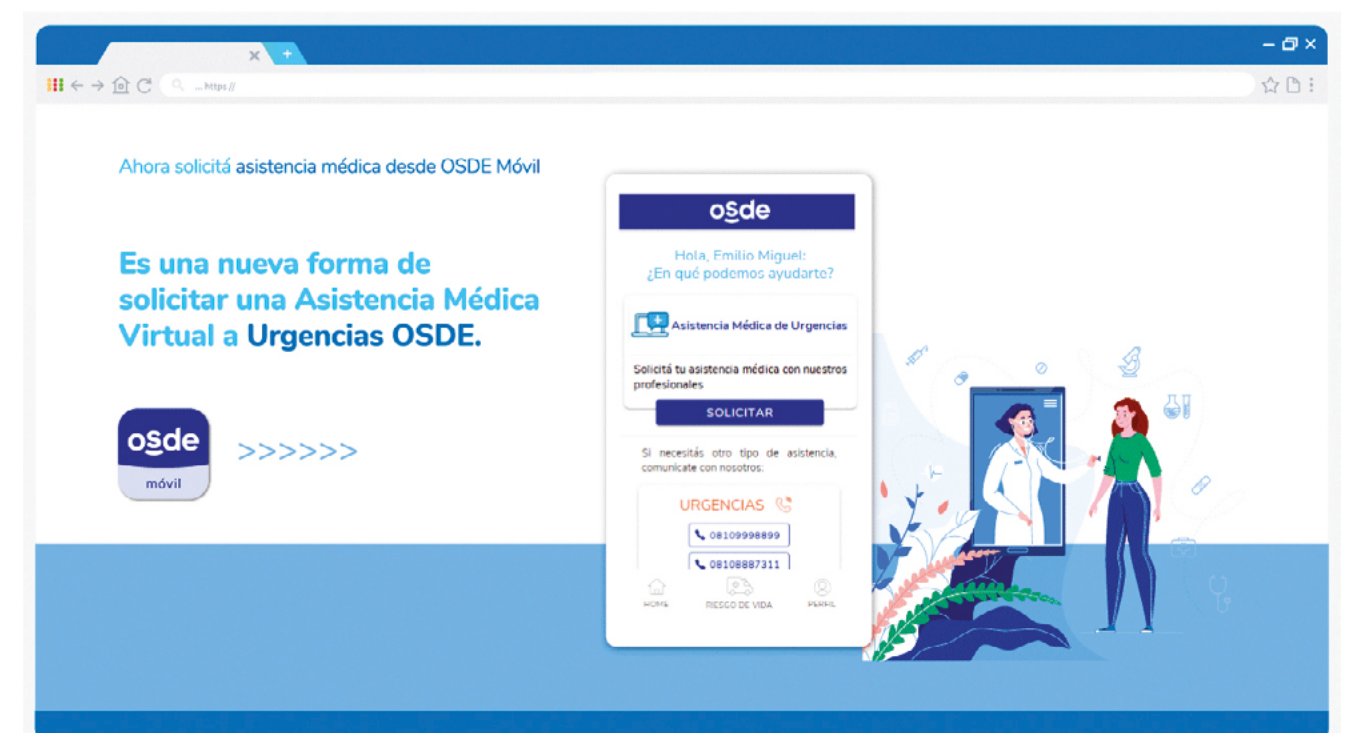 ... https://
Ahora solicitá asistencia médica desde OSDE Móvil
Es una nueva forma de
solicitar una Asistencia Médica
Virtual a Urgencias OSDE.
osde
móvil
>>>>>>
osde
Hola, Emilio Miguel:
¿En qué podemos ayudarte?
Asistencia Médica de Urgencias
Solicitá tu asistencia médica con nuestros
profesionales
SOLICITAR
Si necesitás otro tipo de asistencia,
comunicate con nosotros:
URGENCIAS
08109998899
08108887311
HOME RIESGO DE VIDA PERFIL